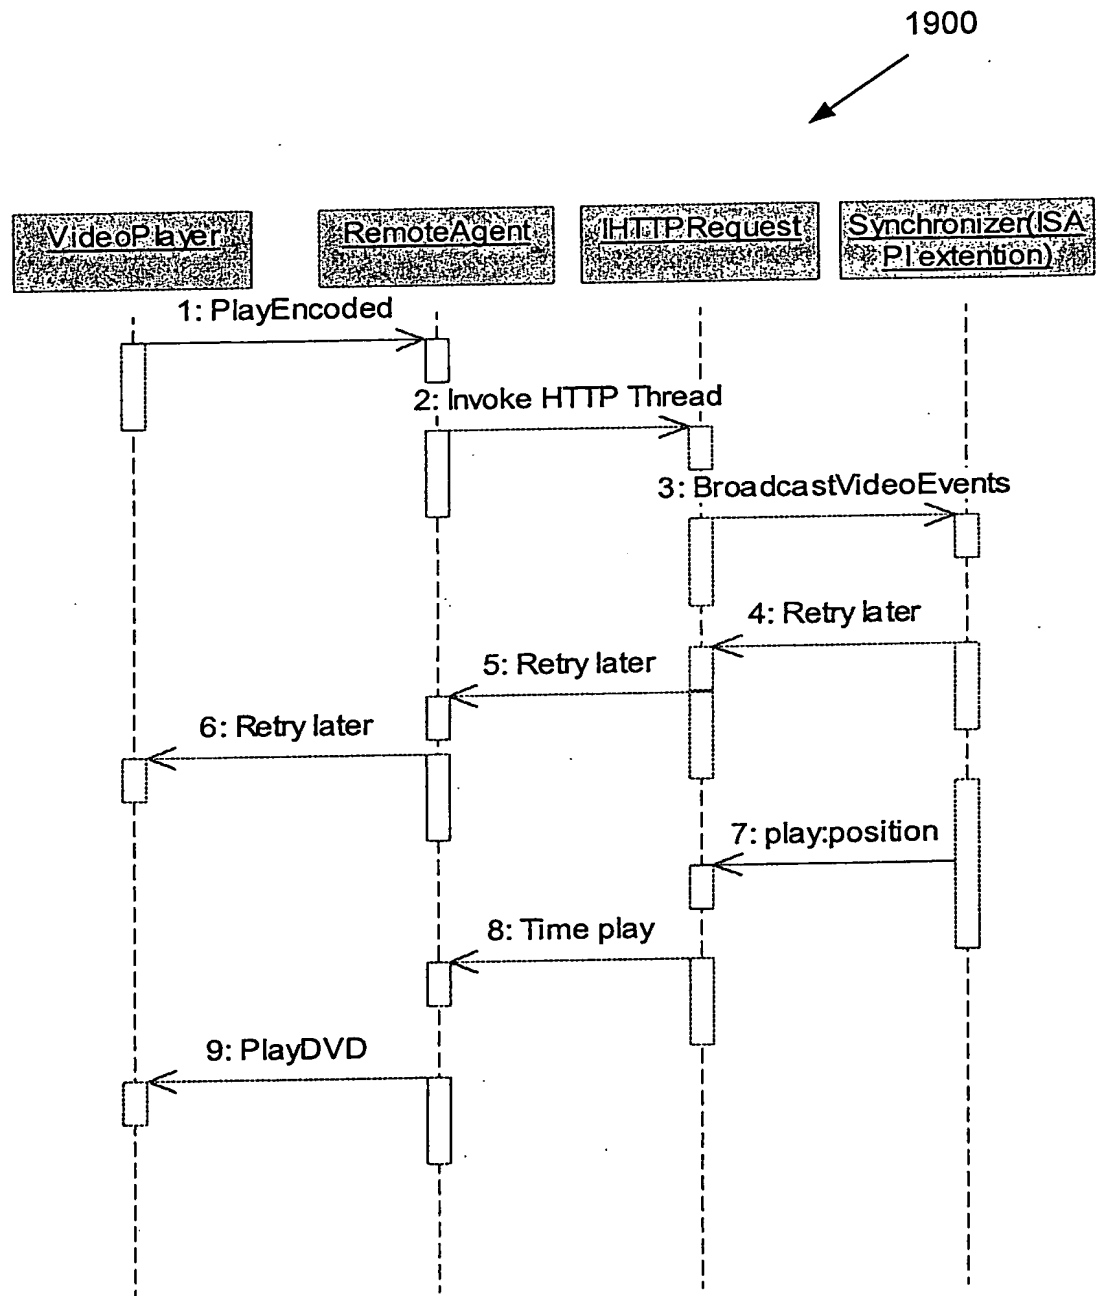 1900
VideoPlayer
RemoteAgent
IHTTPRequest
Synchronizer(ISA
PI extention)
1: PlayEncoded
2: Invoke HTTP Thread
3: BroadcastVideoEvents
4: Retry later
5: Retry later
6: Retry later
7: play:position
8: Time play
9: PlayDVD